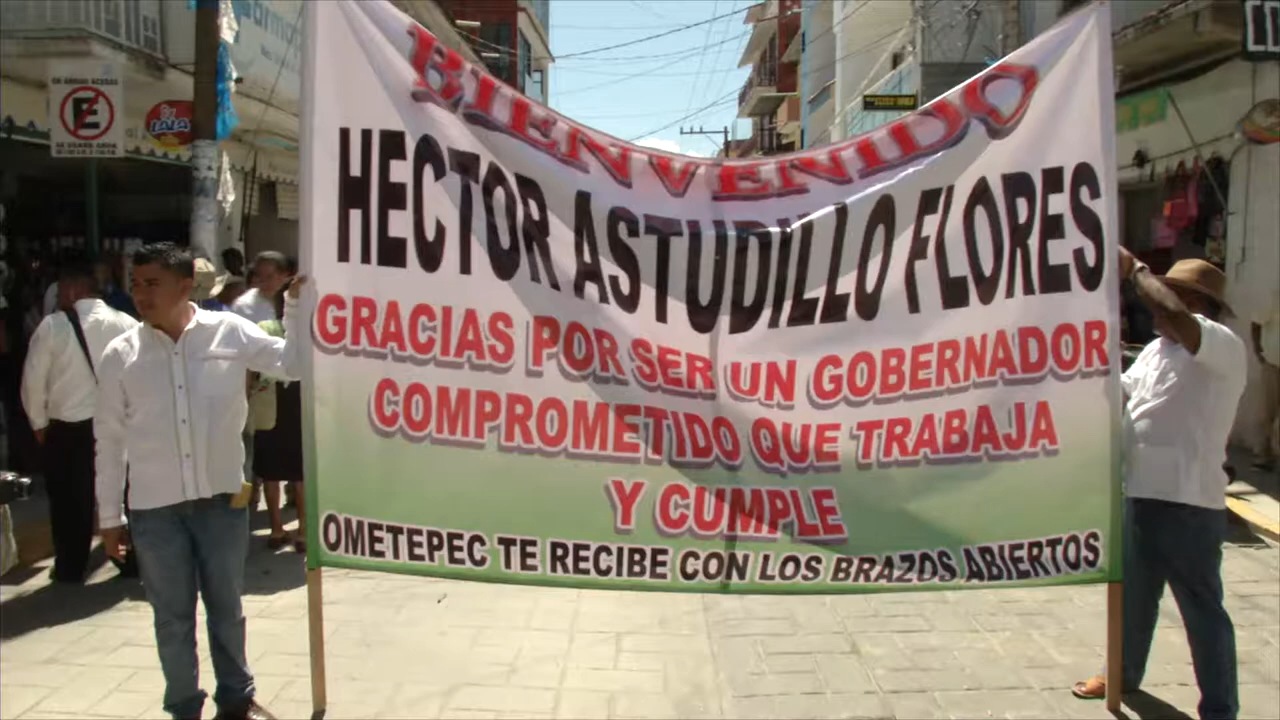 BIENVENIDO
HECTOR ASTUDILLO FLORES
GRACIAS POR SER UN GOBERNADOR
COMPROMETIDO QUE TRABAJA
Y CUMPLE
OMETEPEC TE RECIBE CON LOS BRAZOS ABIERTOS
E
LALA